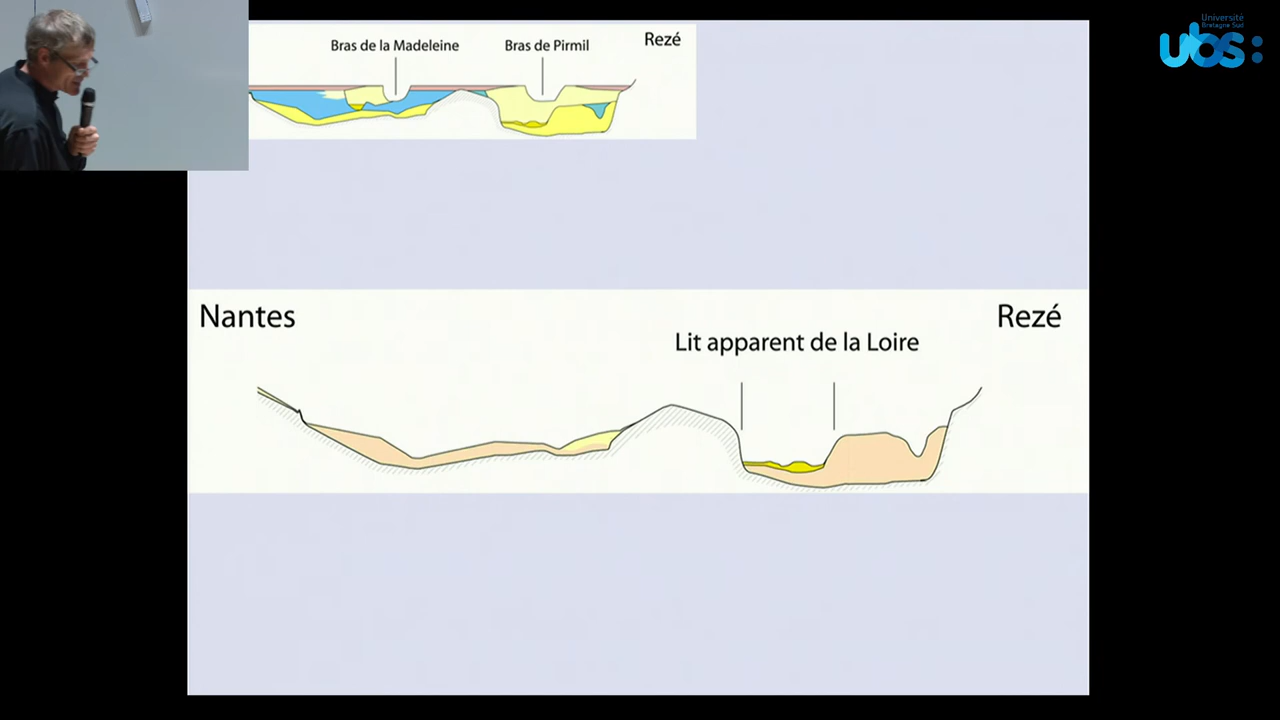 Bras de la Madeleine
Bras de Pirmil
Rezé
Université
Bretagne Sud
ubs:
Nantes
Rezé
Lit apparent de la Loire